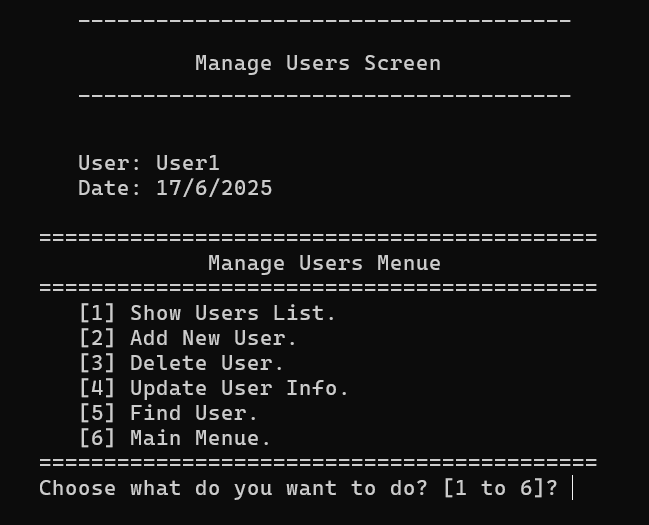 --------------------------------------
Manage Users Screen
--------------------------------------
User: User1
Date: 17/6/2025
===========================================
Manage Users Menue
===========================================
[1] Show Users List.
[2] Add New User.
[3] Delete User.
[4] Update User Info.
[5] Find User.
[6] Main Menue.
===========================================
Choose what do you want to do? [1 to 6]?